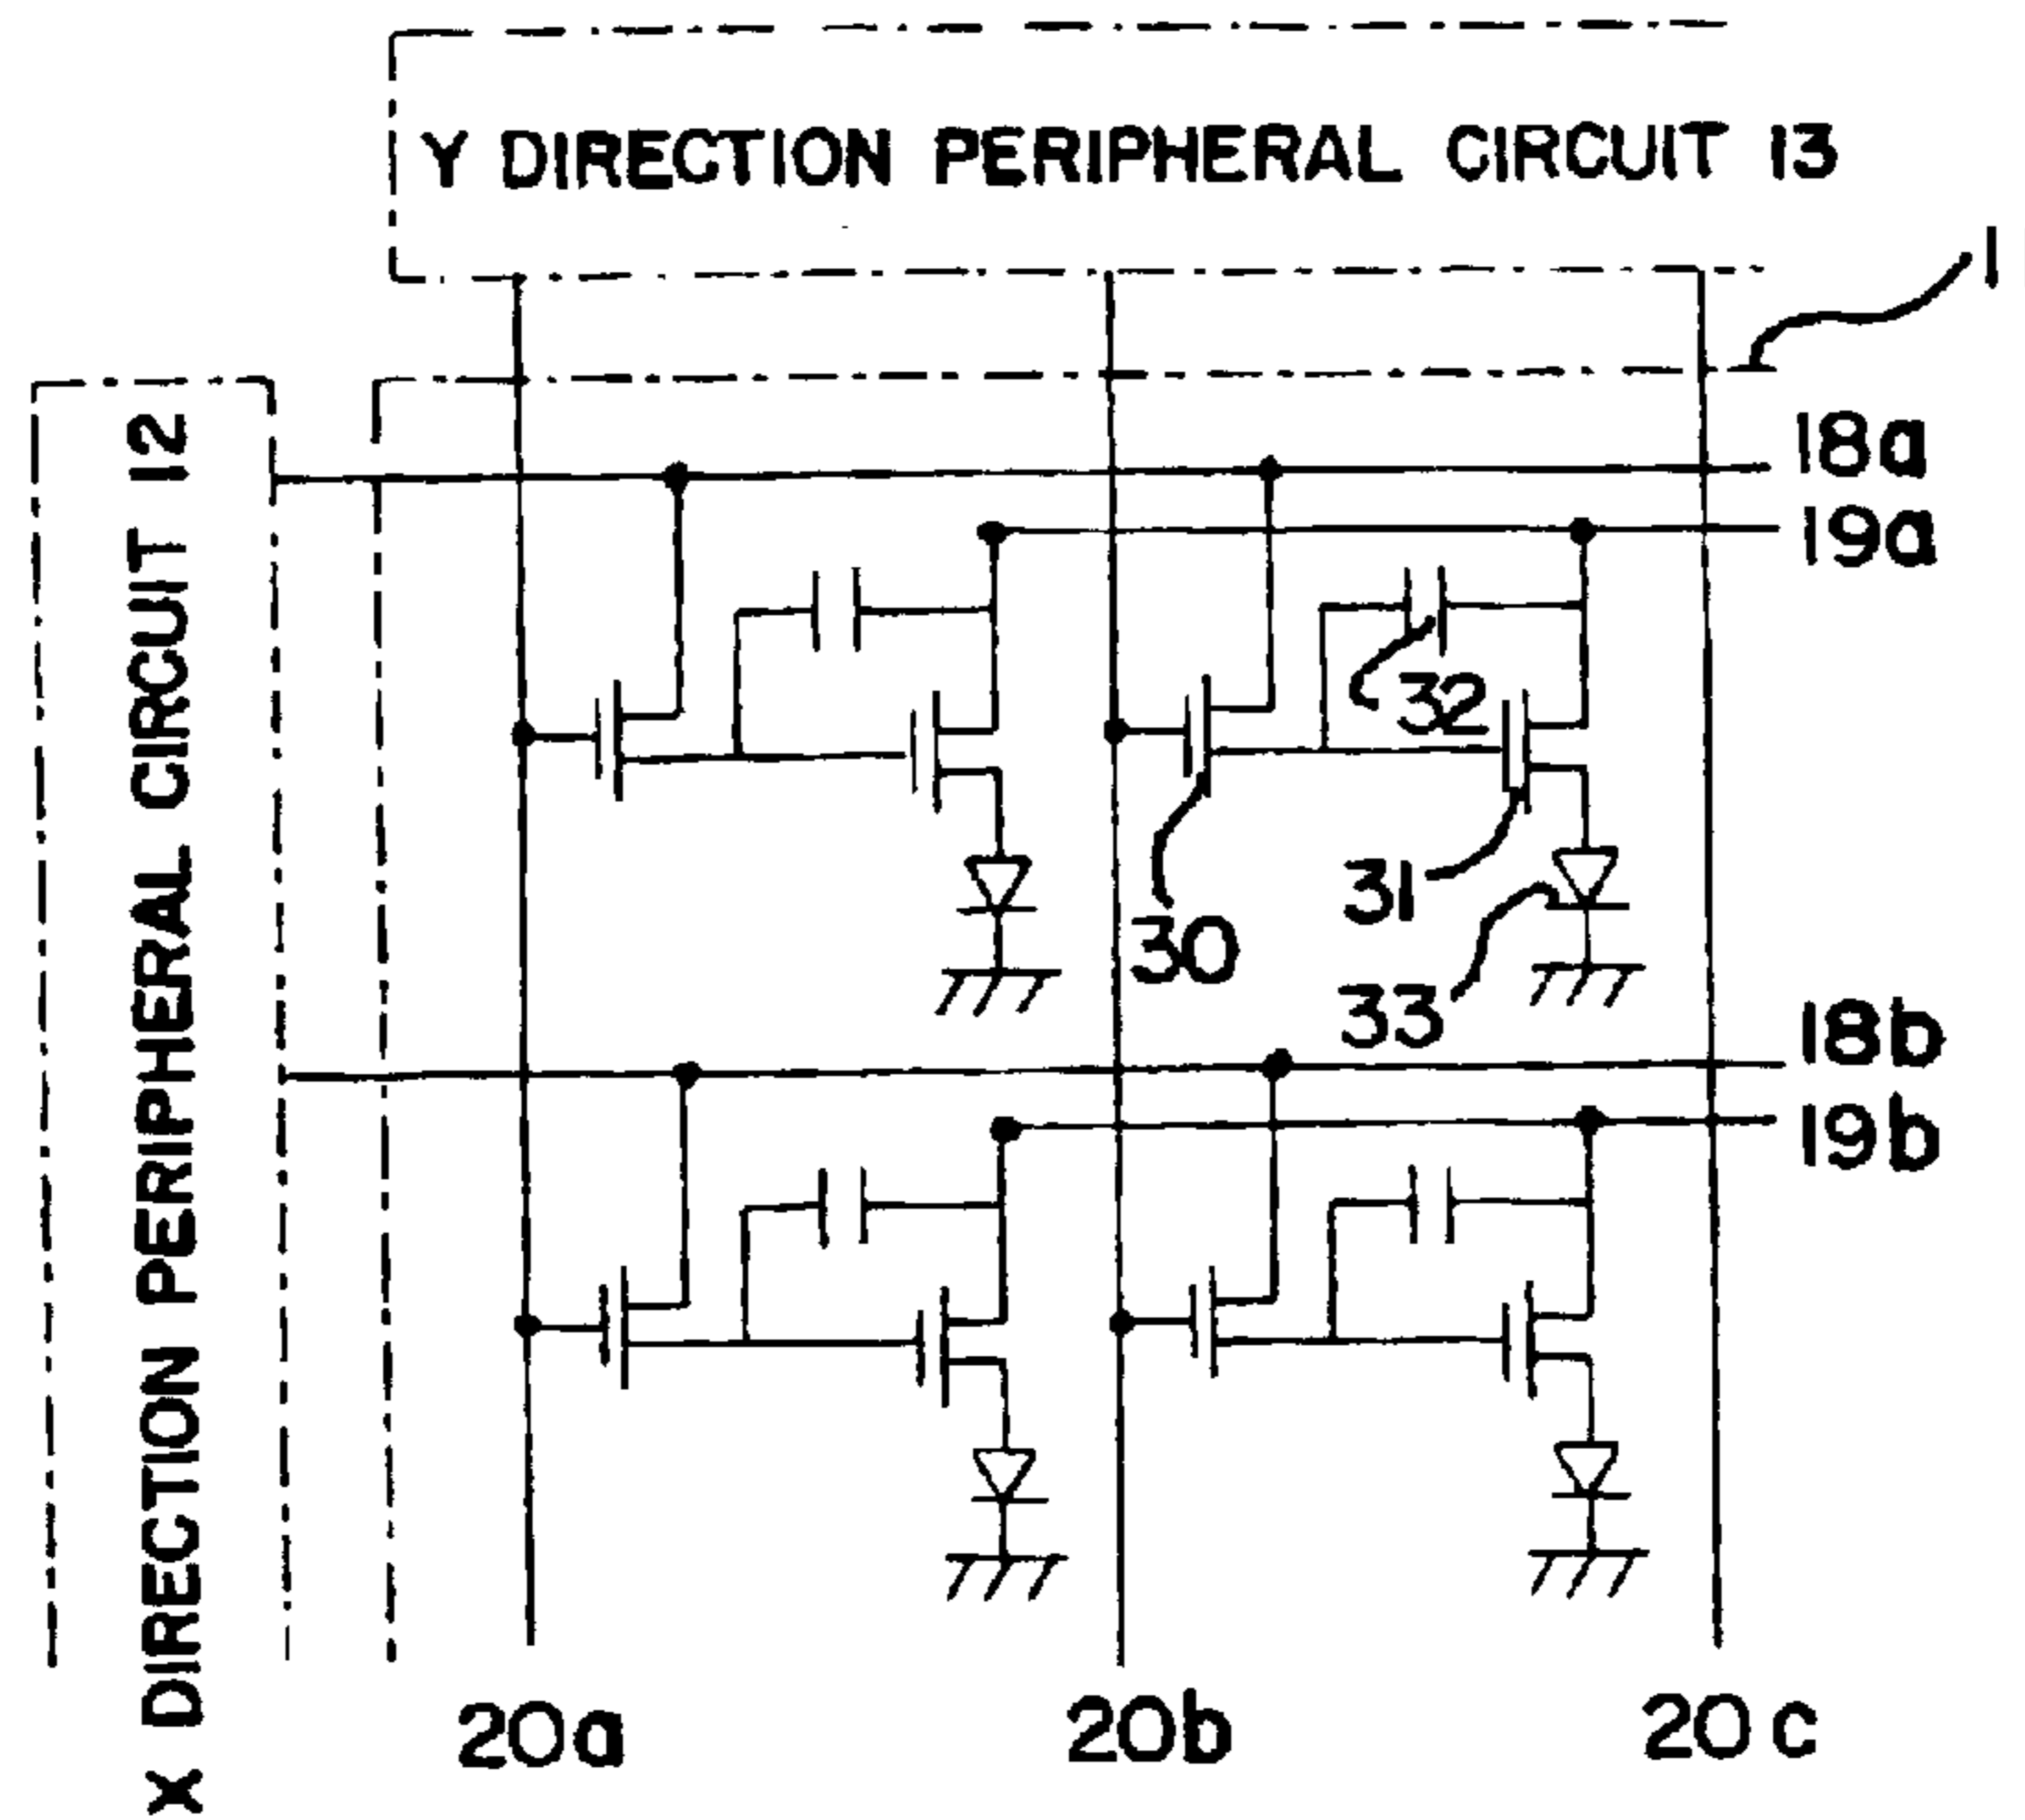 Y DIRECTION PERIPHERAL CIRCUIT 13
11
X DIRECTION PERIPHERAL CIRCUIT 12
18a
19a
32
31
30
33
18b
19b
20a
20b
20c